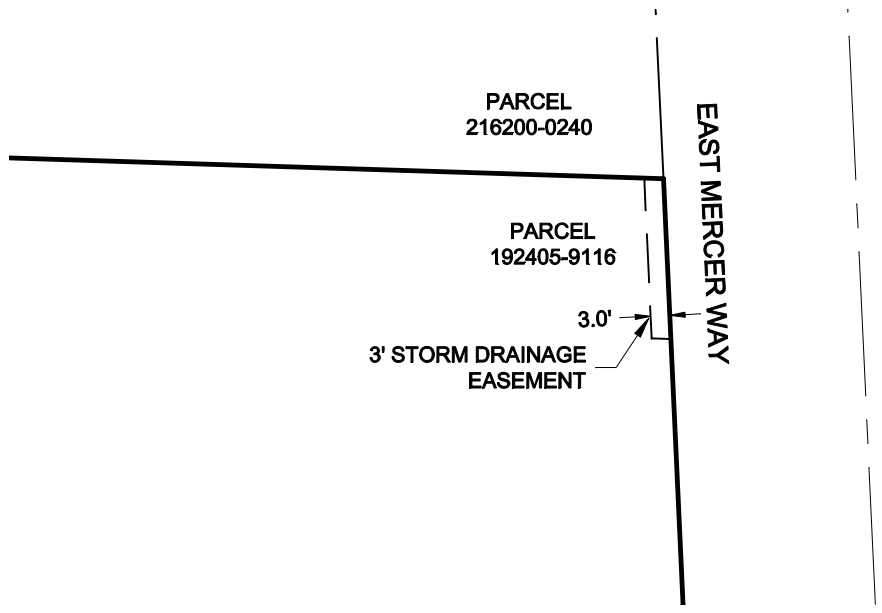 PARCEL
216200-0240
EAST MERCER WAY
PARCEL
192405-9116
3.0'
3' STORM DRAINAGE
EASEMENT